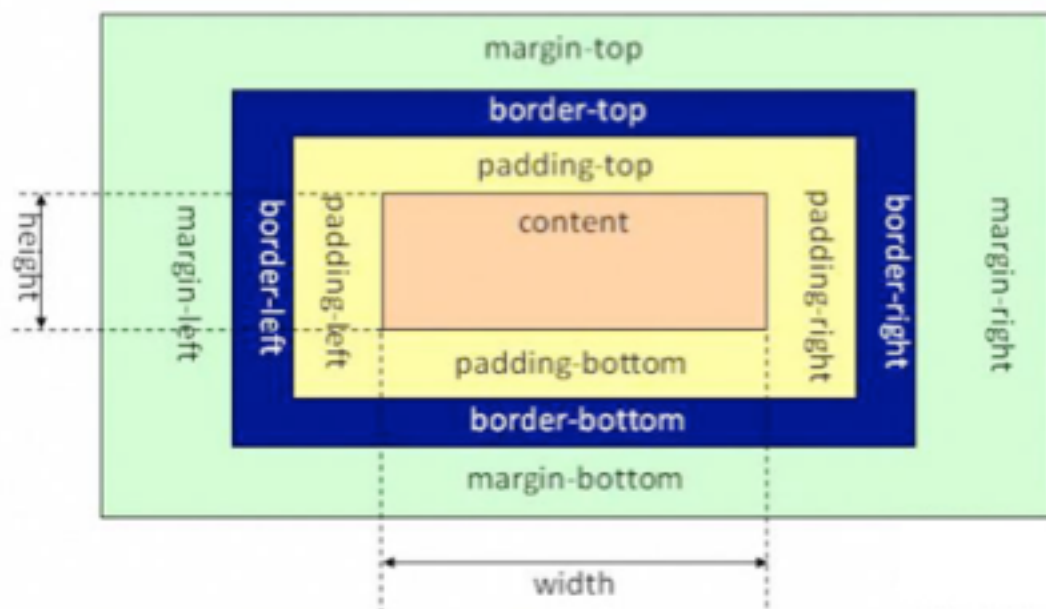 margin-top
border-top
padding-top
content
height
margin-left
border-left
padding-left
padding-right
border-right
margin-right
padding-bottom
border-bottom
margin-bottom
width